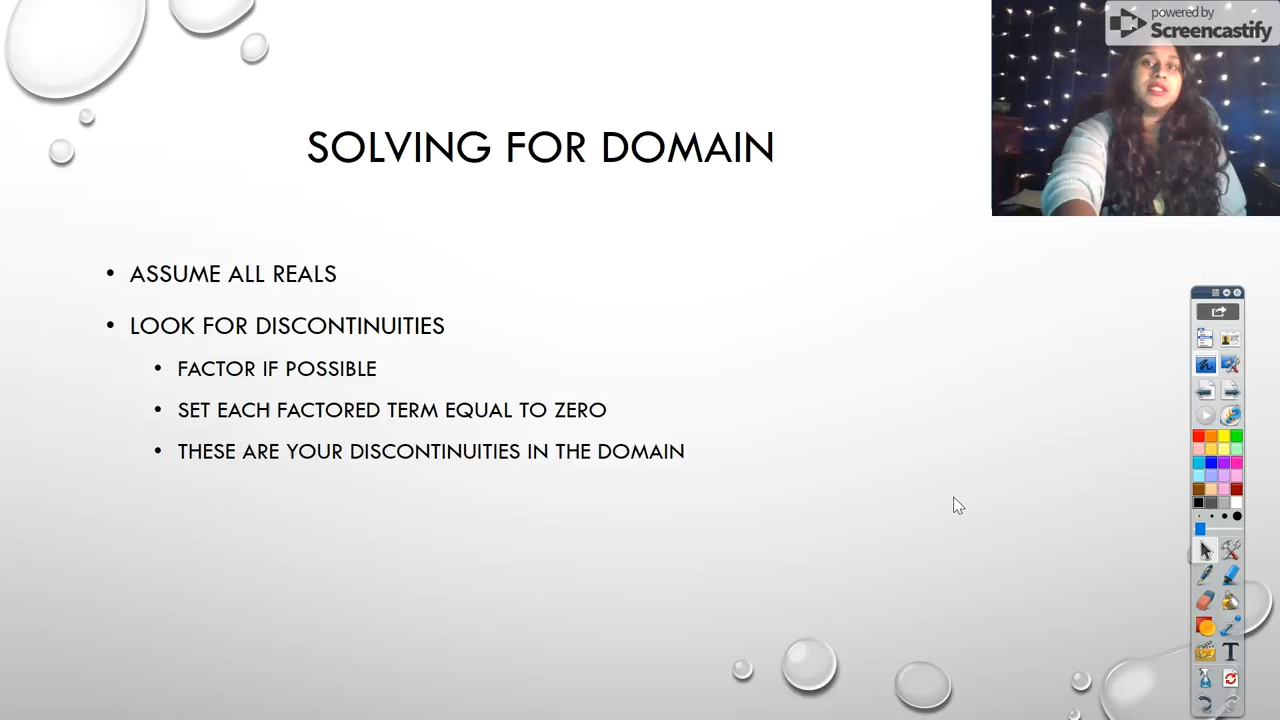 powered by
Screencastify
SOLVING FOR DOMAIN
• ASSUME ALL REALS
• LOOK FOR DISCONTINUITIES
• FACTOR IF POSSIBLE
• SET EACH FACTORED TERM EQUAL TO ZERO
• THESE ARE YOUR DISCONTINUITIES IN THE DOMAIN
T